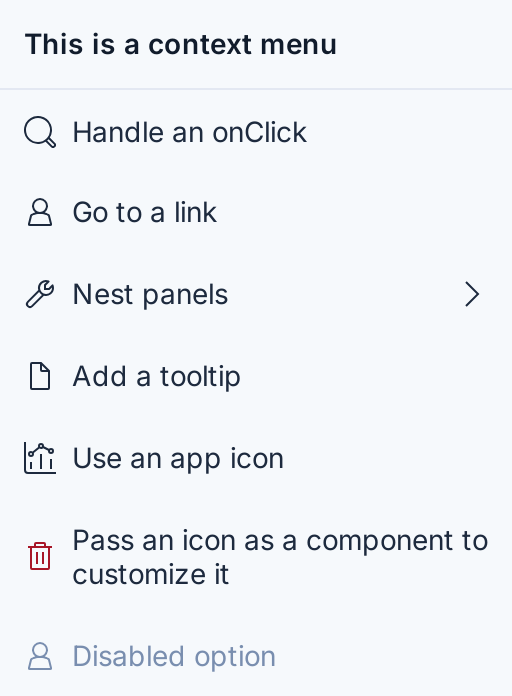 This is a context menu
Handle an onClick
Go to a link
Nest panels
Add a tooltip
Use an app icon
Pass an icon as a component to
customize it
Disabled option